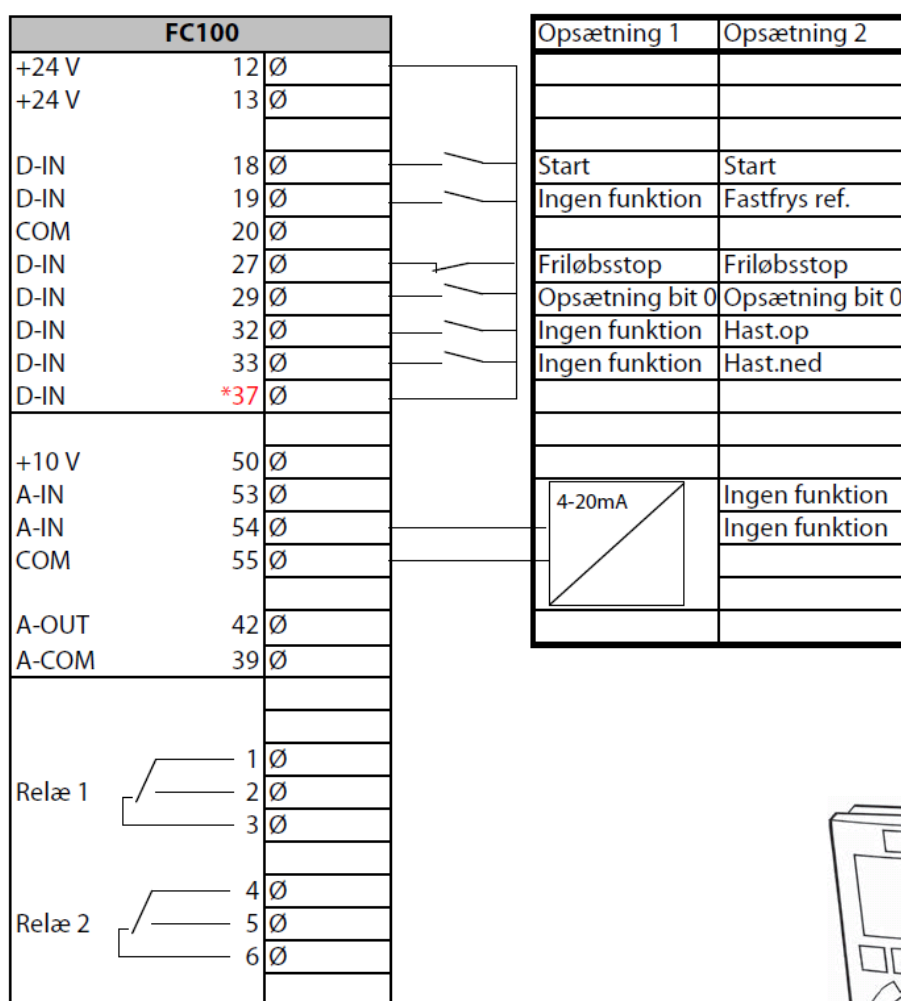 FC100 Opsætning 1 Opsætning 2
+24 V 12 Ø
+24 V 13 Ø
D-IN 18 Ø Start Start
D-IN 19 Ø Ingen funktion Fastfrys ref.
COM 20 Ø
D-IN 27 Ø Friløbsstop Friløbsstop
D-IN 29 Ø Opsætning bit 0 Opsætning bit 0
D-IN 32 Ø Ingen funktion Hast.op
D-IN 33 Ø Ingen funktion Hast.ned
D-IN *37 Ø
+10 V 50 Ø
A-IN 53 Ø 4-20mA Ingen funktion
A-IN 54 Ø Ingen funktion
COM 55 Ø
A-OUT 42 Ø
A-COM 39 Ø
1 Ø
Relæ 1 2 Ø
3 Ø
4 Ø
Relæ 2 5 Ø
6 Ø